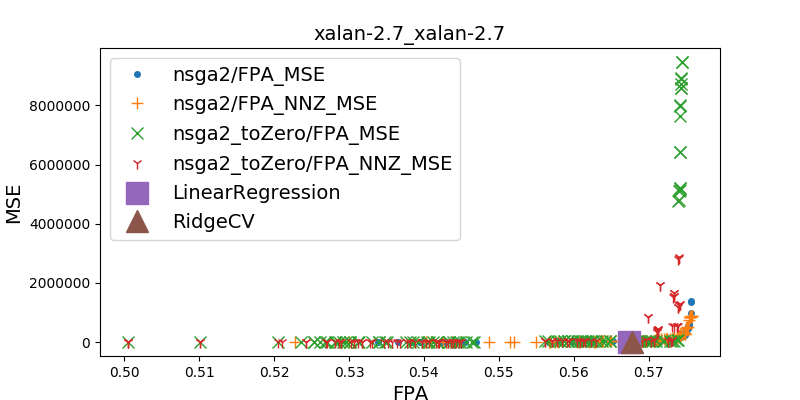 xalan-2.7_xalan-2.7
nsga2/FPA_MSE
nsga2/FPA_NNZ_MSE
nsga2_toZero/FPA_MSE
nsga2_toZero/FPA_NNZ_MSE
LinearRegression
RidgeCV
MSE
8000000
6000000
4000000
2000000
0
0.50 0.51 0.52 0.53 0.54 0.55 0.56 0.57
FPA